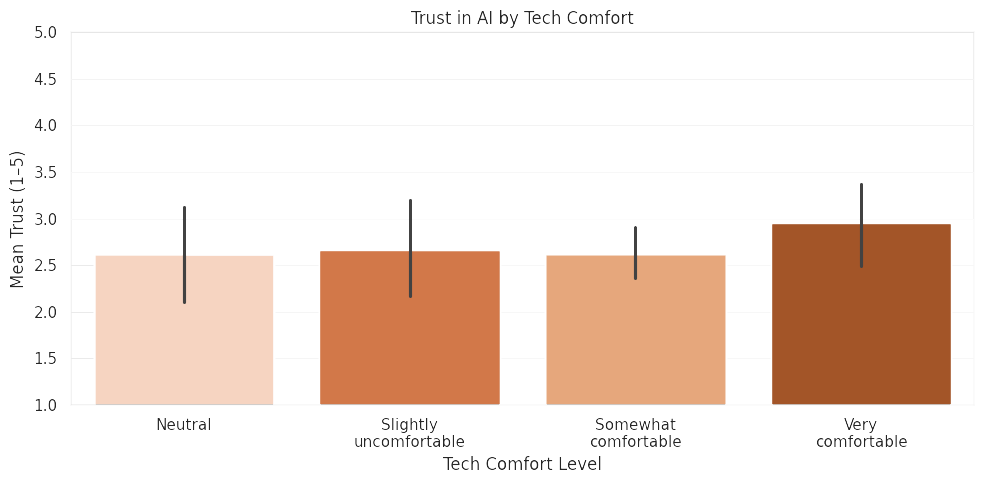 Trust in AI by Tech Comfort
Mean Trust (1–5)
5.0
4.5
4.0
3.5
3.0
2.5
2.0
1.5
1.0
Neutral
Slightly
uncomfortable
Somewhat
comfortable
Very
comfortable
Tech Comfort Level